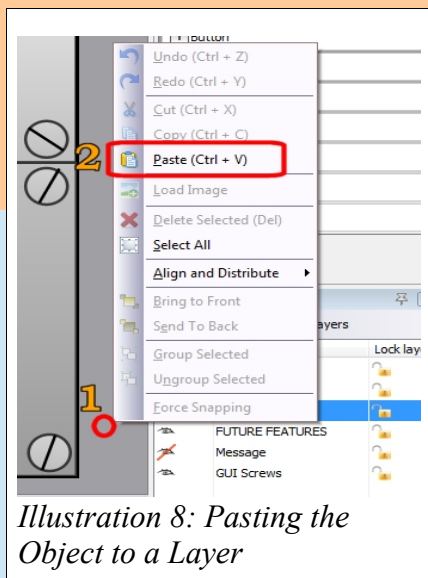 Button
Undo (Ctrl + Z)
Redo (Ctrl + Y)
Cut (Ctrl + X)
Copy (Ctrl + C)
2
Paste (Ctrl + V)
Load Image
Delete Selected (Del)
Select All
Align and Distribute
Bring to Front
Send To Back
ayers
Group Selected
Lock lay
Ungroup Selected
1
Force Snapping
FUTURE FEATURES
Message
GUI Screws
Illustration 8: Pasting the
Object to a Layer